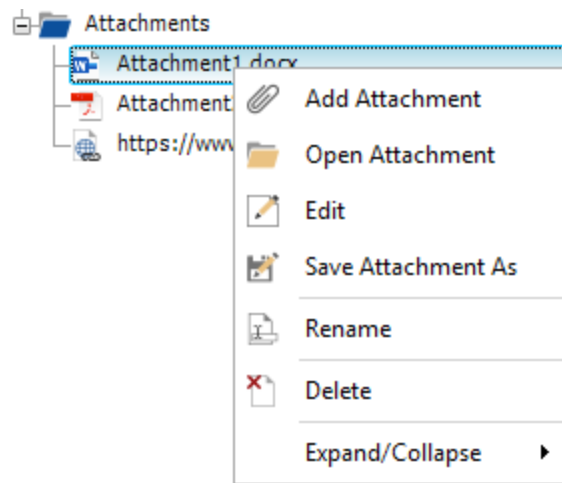 Attachments
Attachment1.docx
Attachment
https://www
Add Attachment
Open Attachment
Edit
Save Attachment As
Rename
Delete
Expand/Collapse